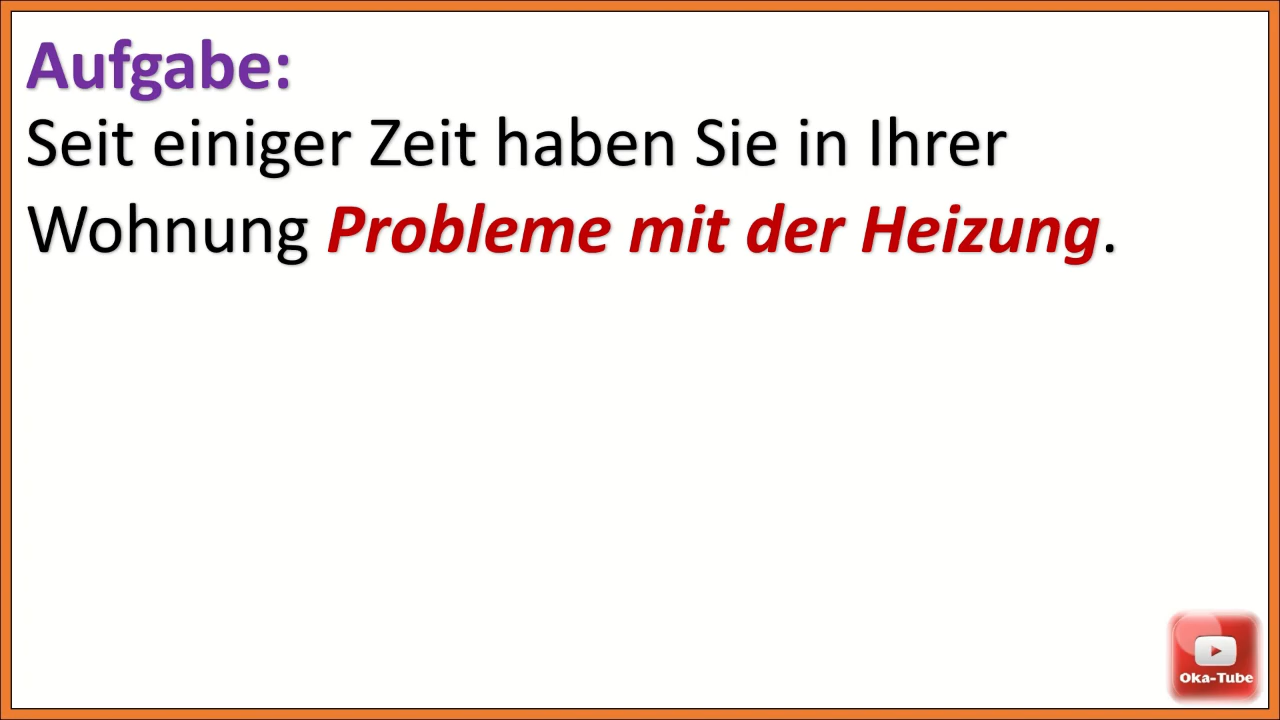 Aufgabe:
Seit einiger Zeit haben Sie in Ihrer
Wohnung Probleme mit der Heizung.
Oka-Tube